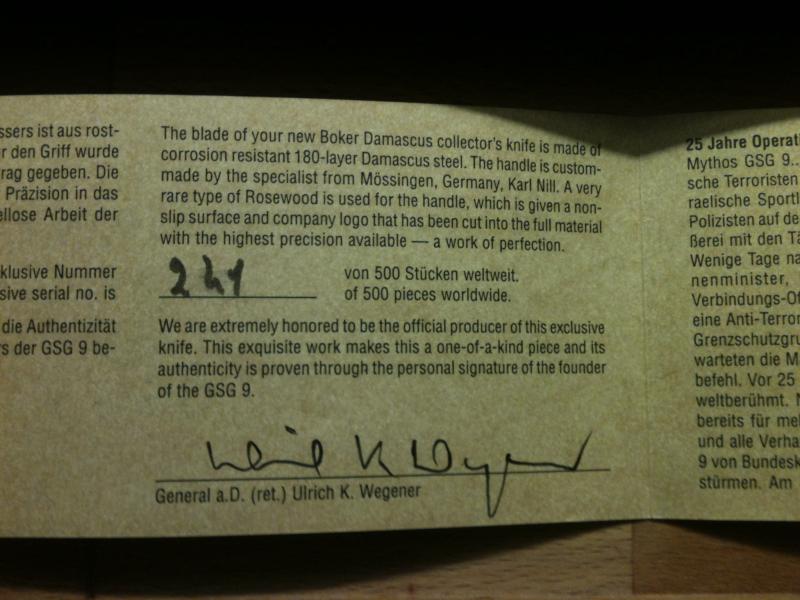 ssers ist aus rost-
r den Griff wurde
rag gegeben. Die
Präzision in das
ellose Arbeit der
klusive Nummer
sive serial no. is
die Authentizität
rs der GSG 9 be-
The blade of your new Boker Damascus collector's knife is made of
corrosion resistant 180-layer Damascus steel. The handle is custom-
made by the specialist from Mössingen, Germany, Karl Nill. A very
rare type of Rosewood is used for the handle, which is given a non-
slip surface and company logo that has been cut into the full material
with the highest precision available — a work of perfection.
241 von 500 Stücken weltweit.
of 500 pieces worldwide.
We are extremely honored to be the official producer of this exclusive
knife. This exquisite work makes this a one-of-a-kind piece and its
authenticity is proven through the personal signature of the founder
of the GSG 9.
Ulrich K. Wegener
General a.D. (ret.) Ulrich K. Wegener
25 Jahre Operat
Mythos GSG 9..
sche Terroristen
raelische Sportl
Polizisten auf de
ßerei mit den Tä
Wenige Tage na
nenminister,
Verbindungs-Of
eine Anti-Terror
Grenzschutzgru
warteten die M
befehl. Vor 25
weltberühmt. N
bereits für me
und alle Verha
9 von Bundesk
stürmen. Am